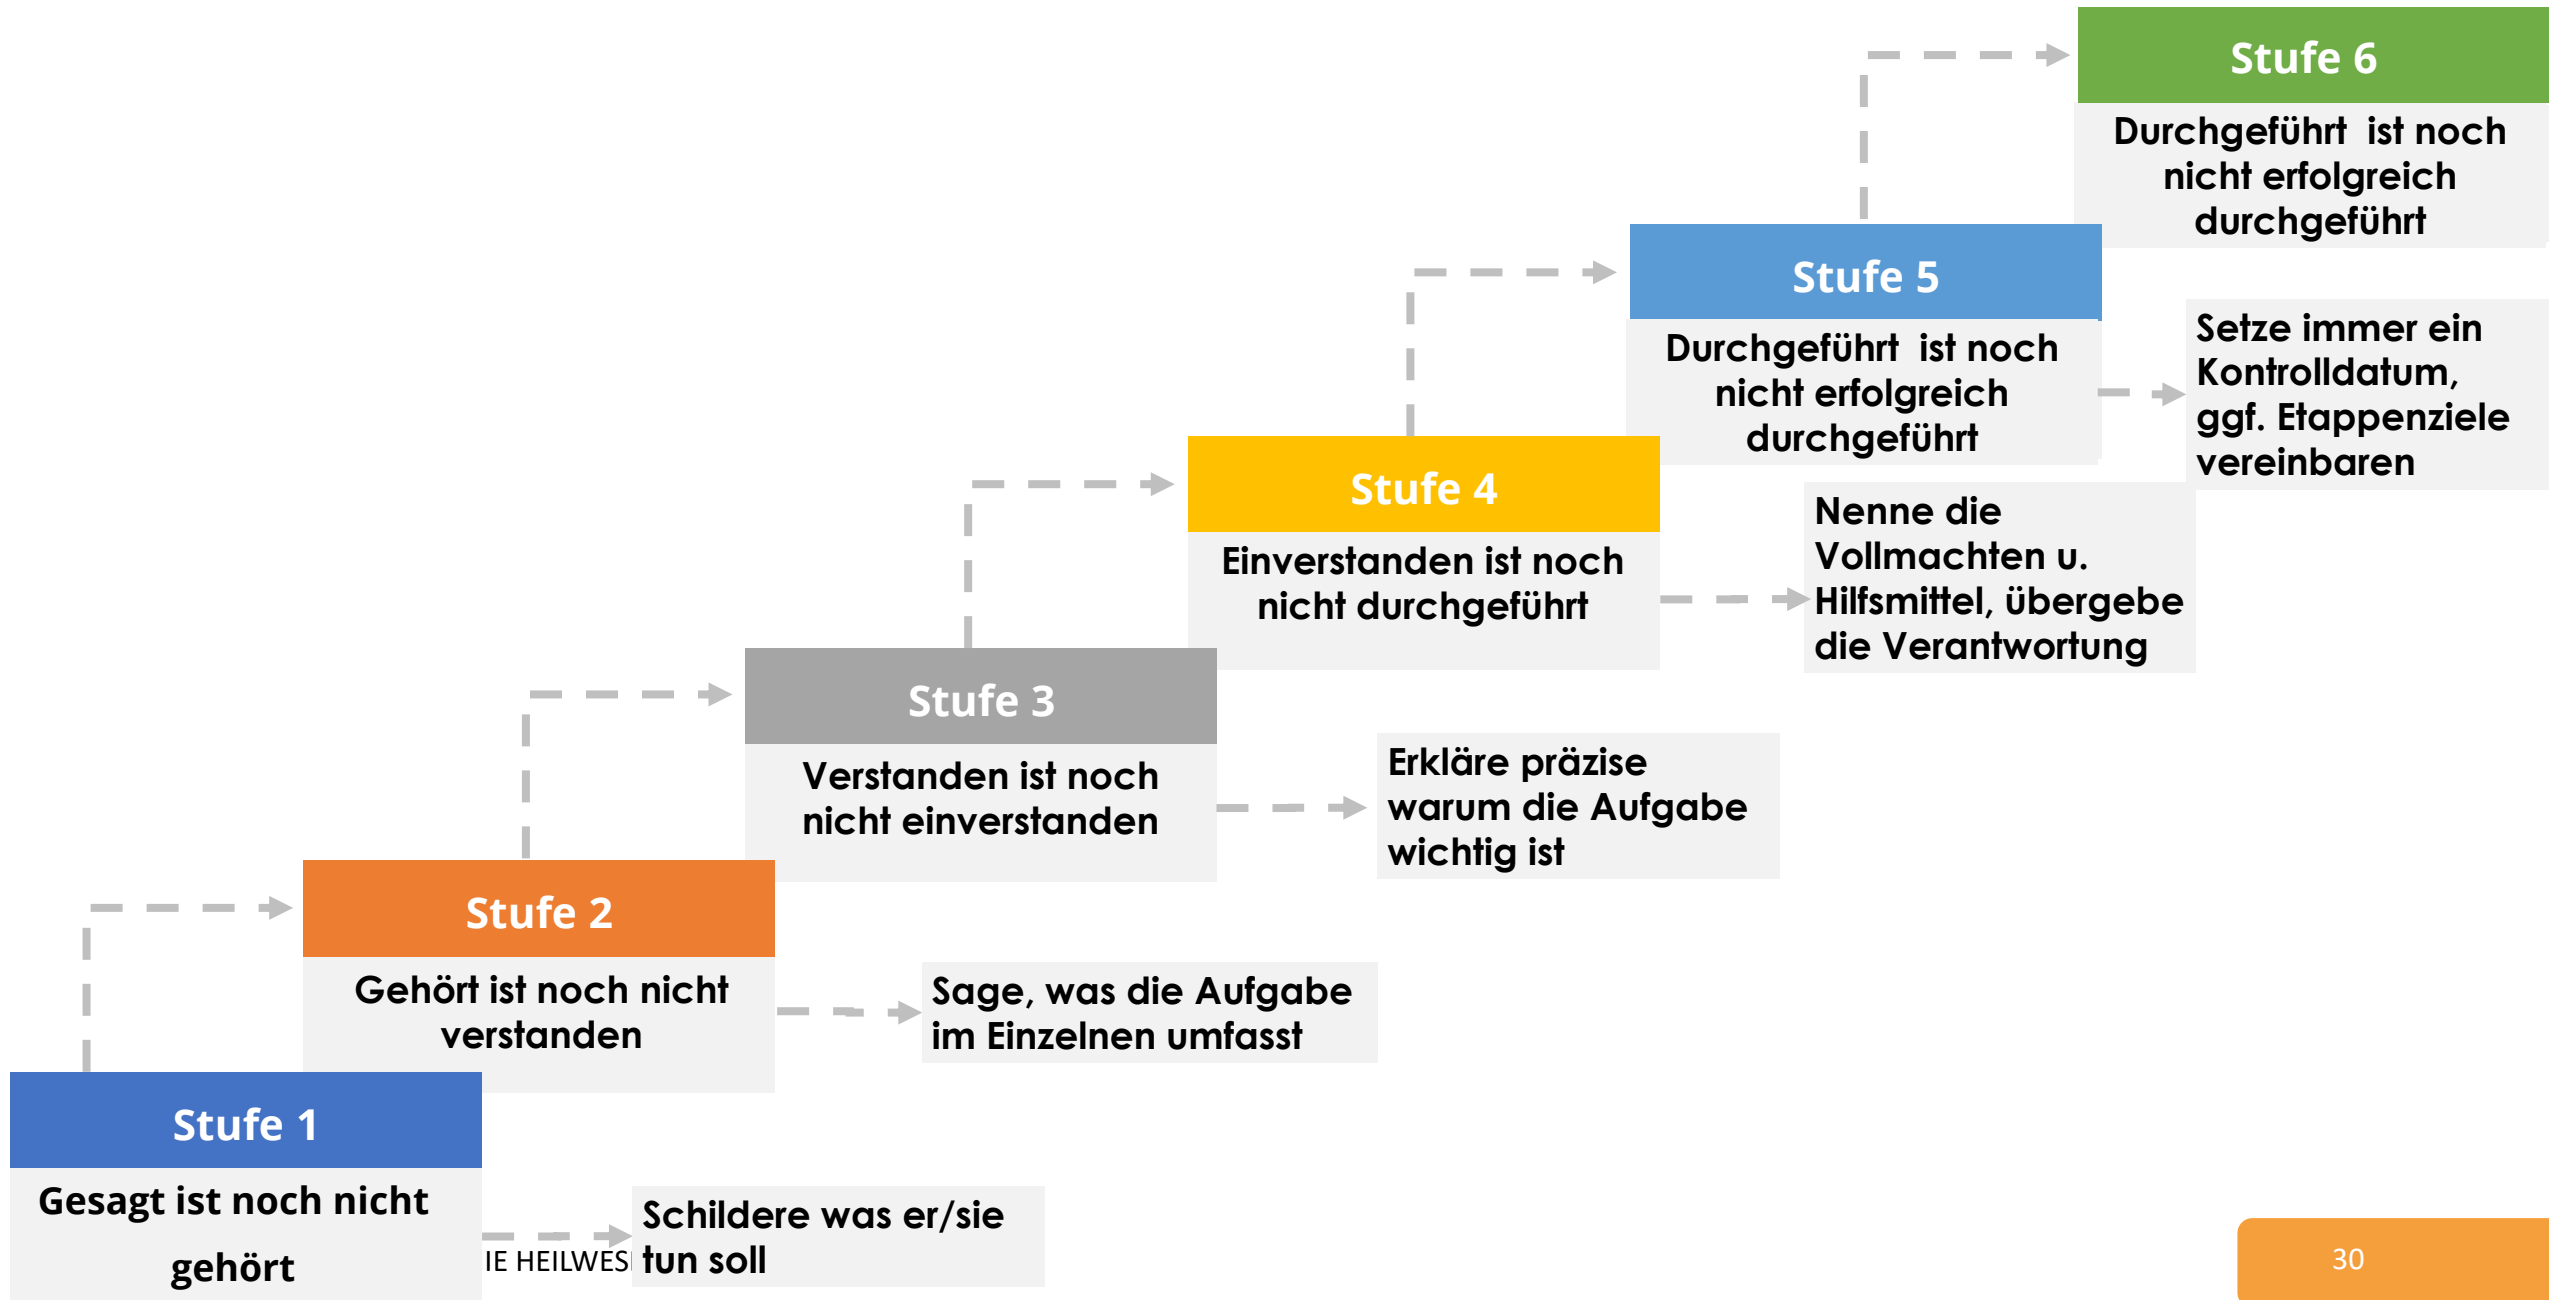 Stufe 6
Durchgeführt  ist noch
nicht erfolgreich
durchgeführt
Stufe 5
Durchgeführt  ist noch
nicht erfolgreich
durchgeführt
Setze immer ein
Kontrolldatum,
ggf. Etappenziele
vereinbaren
Stufe 4
Einverstanden ist noch
nicht durchgeführt
Nenne die
Vollmachten u.
Hilfsmittel, übergebe
die Verantwortung
Stufe 3
Verstanden ist noch
nicht einverstanden
Erkläre präzise
warum die Aufgabe
wichtig ist
Stufe 2
Gehört ist noch nicht
verstanden
Sage, was die Aufgabe
im Einzelnen umfasst
Stufe 1
Gesagt ist noch nicht
gehört
Schildere was er/sie
tun soll
IE HEILWES
30